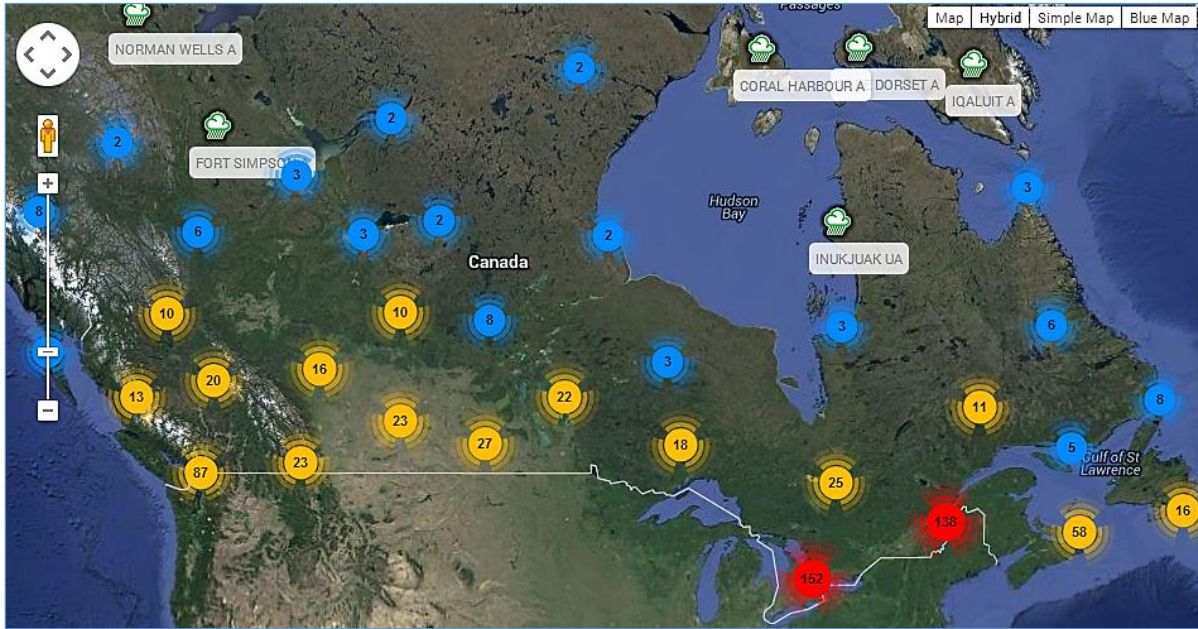 Passages
Map
Hybrid
Simple Map
Blue Map
NORMAN WELLS A
2
CORAL HARBOUR A
DORSET A
IQALUIT A
2
2
FORT SIMPSON
3
3
8
6
3
2
2
Hudson
Bay
INUKJUAK UA
Canada
10
10
8
3
6
3
16
20
13
22
11
8
23
27
18
5
Gulf of St
Lawrence
87
23
25
16
138
58
152